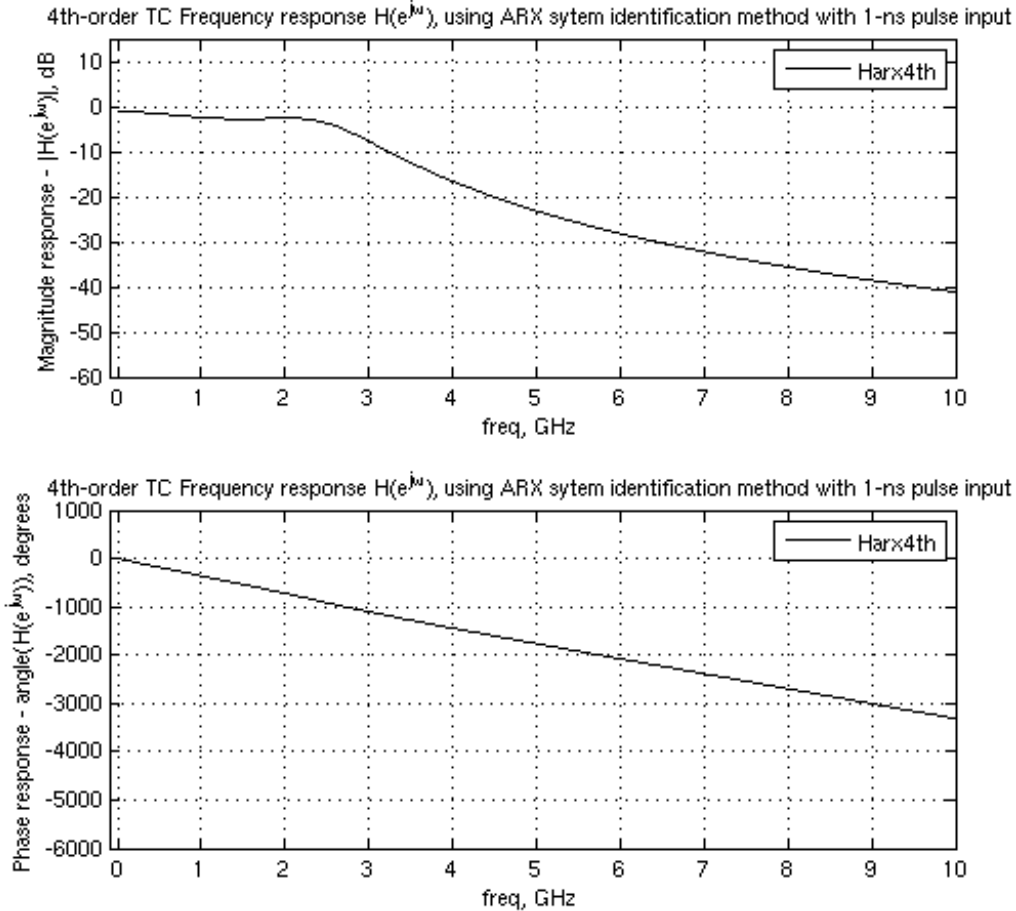 4th-order TC Frequency response H(e^jω), using ARX sytem identification method with 1-ns pulse input
Magnitude response - |H(e^jω)|, dB
10
0
-10
-20
-30
-40
-50
-60
Harx4th
0 1 2 3 4 5 6 7 8 9 10
freq, GHz
4th-order TC Frequency response H(e^jω), using ARX sytem identification method with 1-ns pulse input
Phase response - angle(H(e^jω)), degrees
1000
0
-1000
-2000
-3000
-4000
-5000
-6000
Harx4th
0 1 2 3 4 5 6 7 8 9 10
freq, GHz